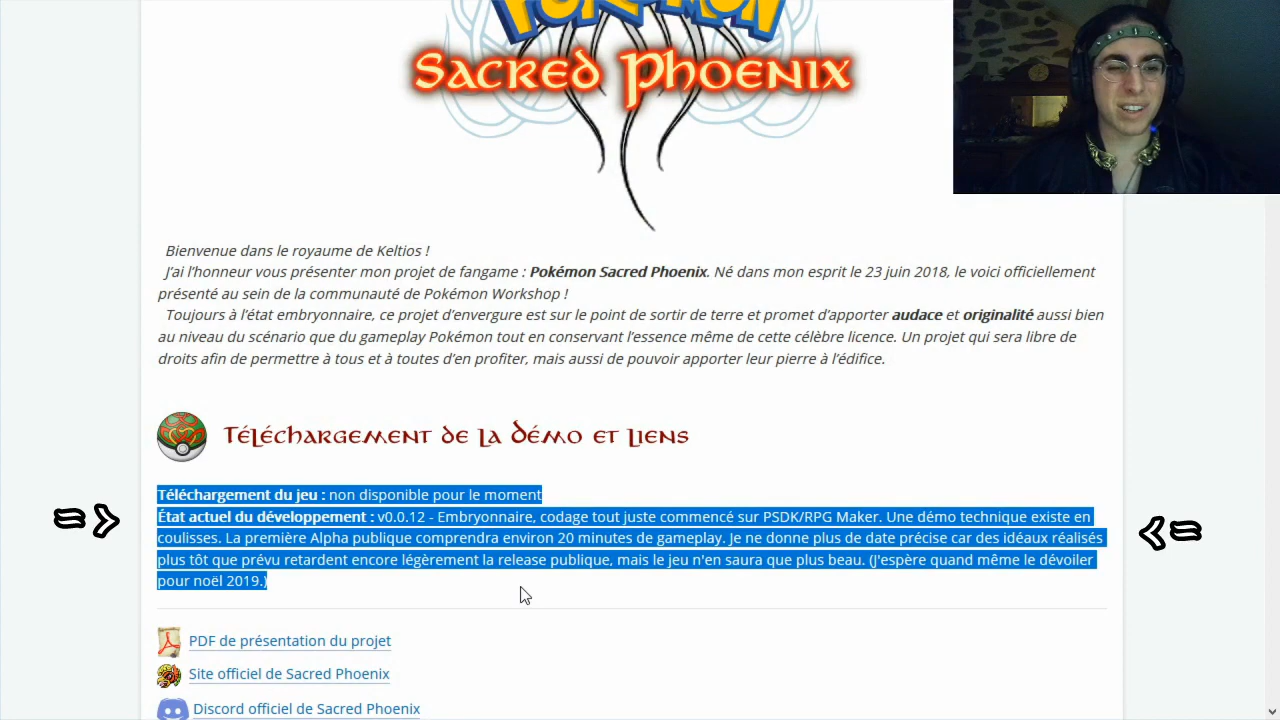 POKÉMON
Sacred Phoenix
Bienvenue dans le royaume de Keltios !
J'ai l'honneur vous présenter mon projet de fangame : Pokémon Sacred Phoenix. Né dans mon esprit le 23 juin 2018, le voici officiellement
présenté au sein de la communauté de Pokémon Workshop !
Toujours à l'état embryonnaire, ce projet d'envergure est sur le point de sortir de terre et promet d'apporter audace et originalité aussi bien
au niveau du scénario que du gameplay Pokémon tout en conservant l'essence même de cette célèbre licence. Un projet qui sera libre de
droits afin de permettre à tous et à toutes d'en profiter, mais aussi de pouvoir apporter leur pierre à l'édifice.
Téléchargement de la démo et liens
Téléchargement du jeu : non disponible pour le moment
État actuel du développement : v0.0.12 - Embryonnaire, codage tout juste commencé sur PSDK/RPG Maker. Une démo technique existe en
coulisses. La première Alpha publique comprendra environ 20 minutes de gameplay. Je ne donne plus de date précise car des idéaux réalisés
plus tôt que prévu retardent encore légèrement la release publique, mais le jeu n'en saura que plus beau. (J'espère quand même le dévoiler
pour noël 2019.)
=> <=
PDF de présentation du projet
Site officiel de Sacred Phoenix
Discord officiel de Sacred Phoenix